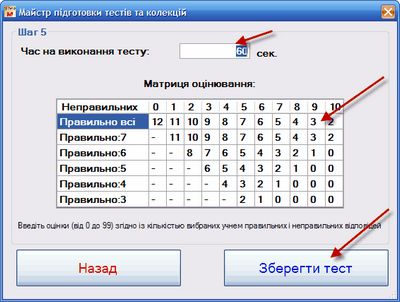 Майстр підготовки тестів та колекцій
Шаг 5
Час на виконання тесту: 60 сек.
Матриця оцінювання:
Неправильних 0 1 2 3 4 5 6 7 8 9 10
Правильно всі 12 11 10 9 8 7 6 5 4 3 2
Правильно:7 - 11 10 9 8 7 6 5 4 3 2
Правильно:6 - - 8 7 6 5 4 3 2 1 0
Правильно:5 - - - 6 5 4 3 2 1 0 0
Правильно:4 - - - - 4 3 2 1 0 0 0
Правильно:3 - - - - - 2 1 0 0 0 0
Введіть оцінки (від 0 до 99) згідно із кількістью вибраних учнем правильних і неправильних відповідей
Назад
Зберегти тест